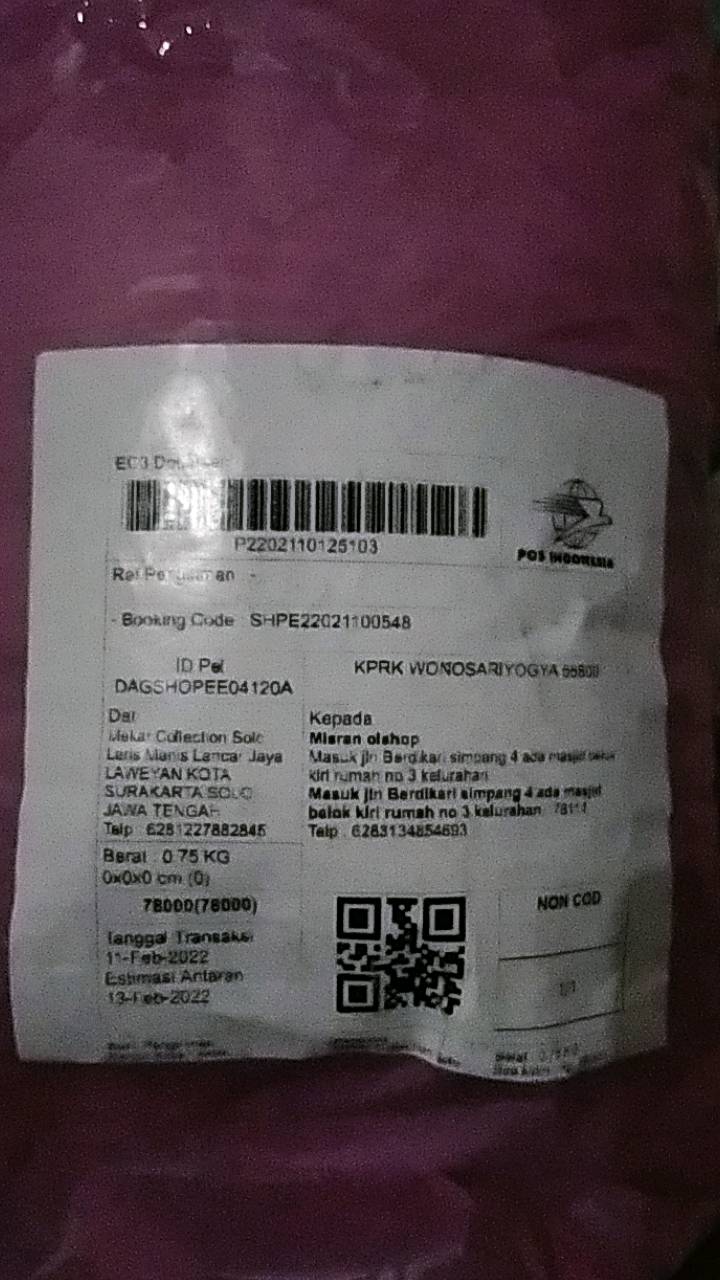 P2202110125103
POS INDONESIA
- Booking Code : SHPE22021100548
ID Pel
DAGSHOPEE04120A
KPRK WONOSARIYOGYA
Dari
Mekar Collection Solo
Laris Manis Lancar Jaya
LAWEYAN KOTA
SURAKARTA SOLO
JAWA TENGAH
Telp : 6281227882845
Kepada
Misran olshop
Masuk jln Berdikari simpang 4 ada masjid belok
kiri rumah no 3 kelurahan
Masuk jln Berdikari simpang 4 ada masjid
belok kiri rumah no 3 kelurahan
Telp : 6283134854693
Berat : 0.75 KG
0x0x0 cm (0)
78000(78000)
Tanggal Transaksi
11-Feb-2022
Estimasi Antaran
13-Feb-2022
NON COD
1/1